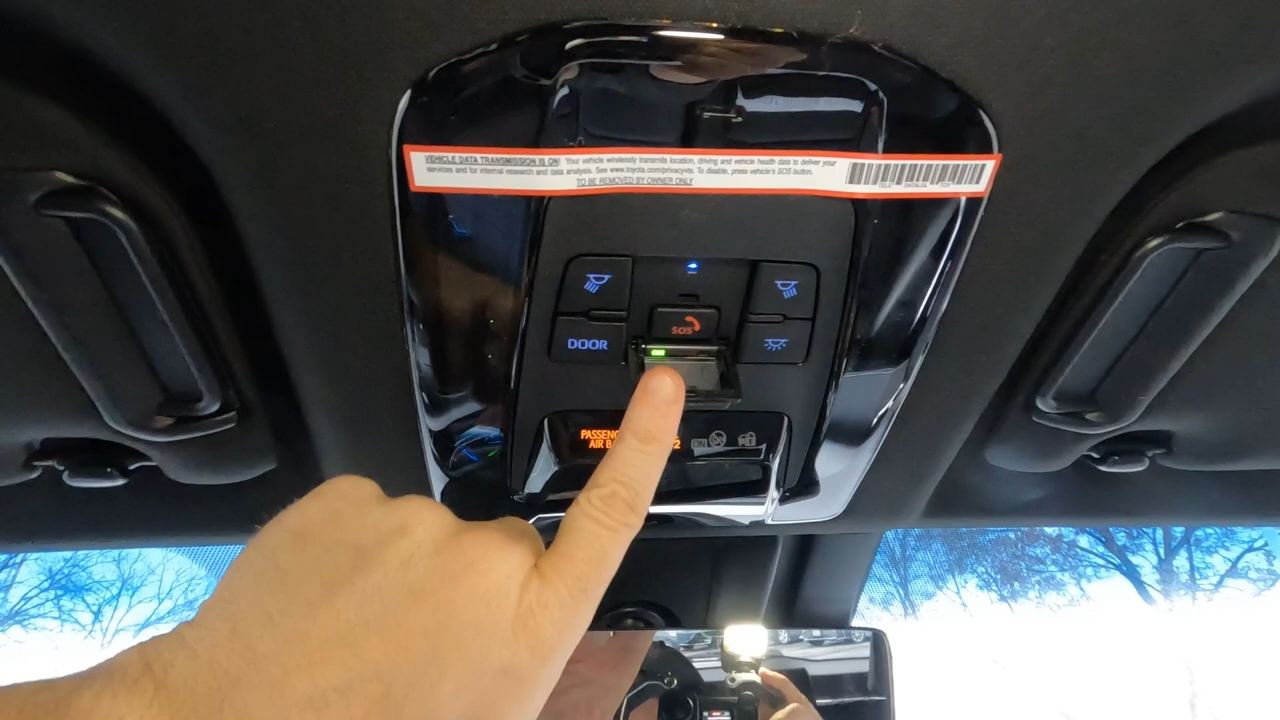 VEHICLE DATA TRANSMISSION IS ON! Your vehicle wirelessly transmits location, driving and vehicle health data to deliver your
services and for internal research and data analysis. See www.toyota.com/privacyvts. To disable, press vehicle's SOS button.
TO BE REMOVED BY OWNER ONLY
SOS
DOOR
AIR B
ON